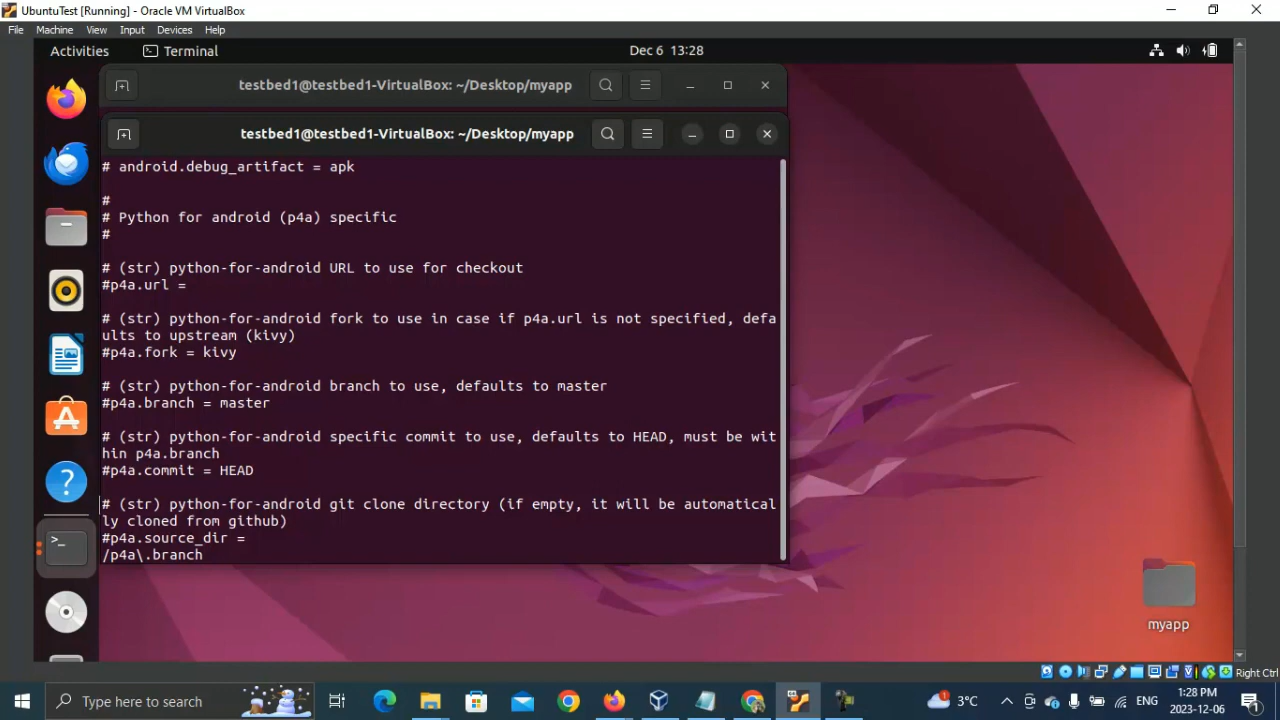 UbuntuTest [Running] - Oracle VM VirtualBox
File Machine View Input Devices Help
Activities Terminal Dec 6 13:28
testbed1@testbed1-VirtualBox: ~/Desktop/myapp
testbed1@testbed1-VirtualBox: ~/Desktop/myapp
# android.debug_artifact = apk
#
# Python for android (p4a) specific
#
# (str) python-for-android URL to use for checkout
#p4a.url =
# (str) python-for-android fork to use in case if p4a.url is not specified, defa
ults to upstream (kivy)
#p4a.fork = kivy
# (str) python-for-android branch to use, defaults to master
#p4a.branch = master
# (str) python-for-android specific commit to use, defaults to HEAD, must be wit
hin p4a.branch
#p4a.commit = HEAD
# (str) python-for-android git clone directory (if empty, it will be automatical
ly cloned from github)
#p4a.source_dir =
/p4a\.branch
myapp
Right Ctrl
Type here to search
3°C
ENG
1:28 PM
2023-12-06
1